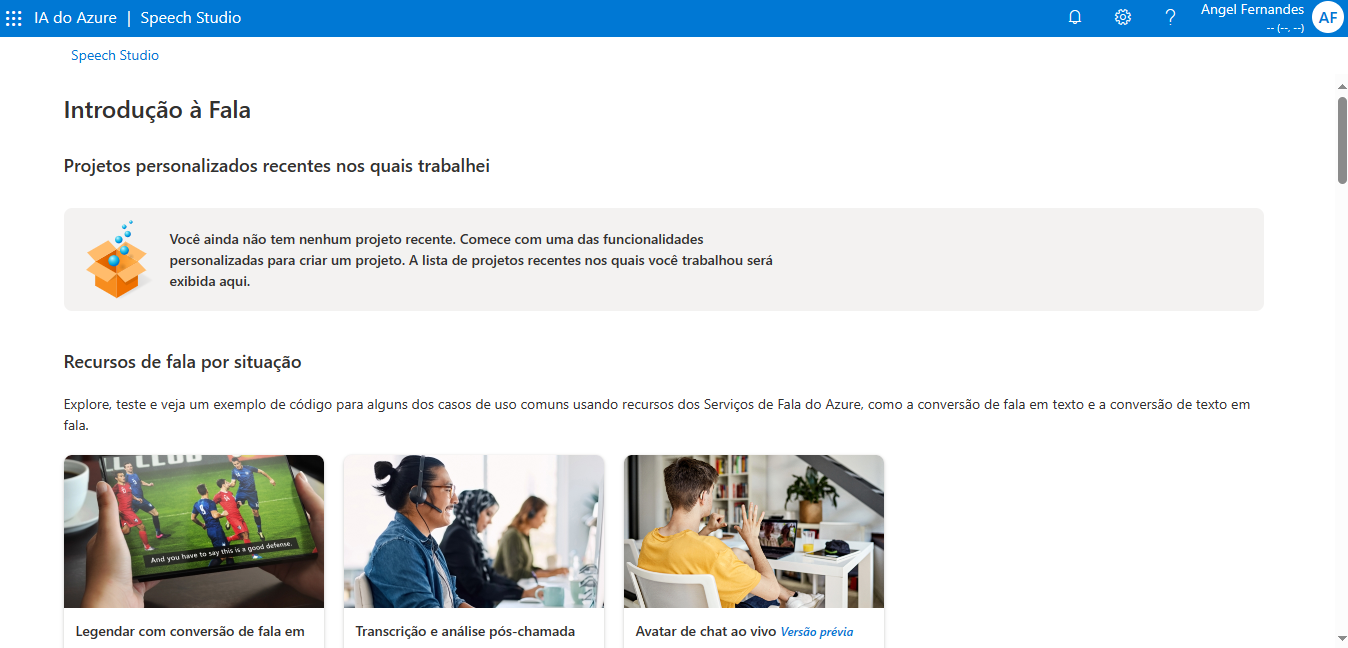 IA do Azure | Speech Studio
Angel Fernandes
-- (--, --)
AF
Speech Studio
Introdução à Fala
Projetos personalizados recentes nos quais trabalhei
Você ainda não tem nenhum projeto recente. Comece com uma das funcionalidades
personalizadas para criar um projeto. A lista de projetos recentes nos quais você trabalhou será
exibida aqui.
Recursos de fala por situação
Explore, teste e veja um exemplo de código para alguns dos casos de uso comuns usando recursos dos Serviços de Fala do Azure, como a conversão de fala em texto e a conversão de texto em
fala.
CLUB
And you have to say this is a good defense.
Legendar com conversão de fala em
Transcrição e análise pós-chamada
Avatar de chat ao vivo Versão prévia